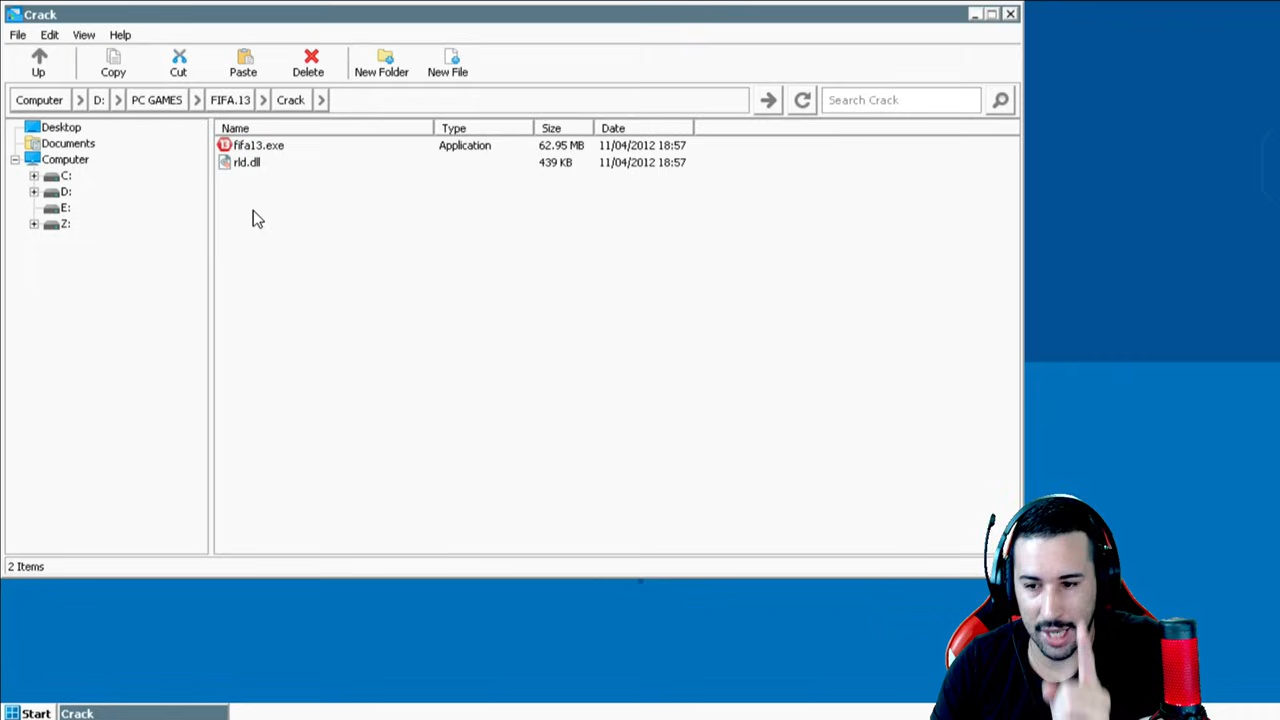 Crack
File Edit View Help
Up Copy Cut Paste Delete New Folder New File
Computer D: PC GAMES FIFA.13 Crack Search Crack
Desktop
Documents
Computer
C:
D:
E:
Z:
Name Type Size Date
fifa13.exe Application 62.95 MB 11/04/2012 18:57
rld.dll 439 KB 11/04/2012 18:57
2 Items
Start Crack